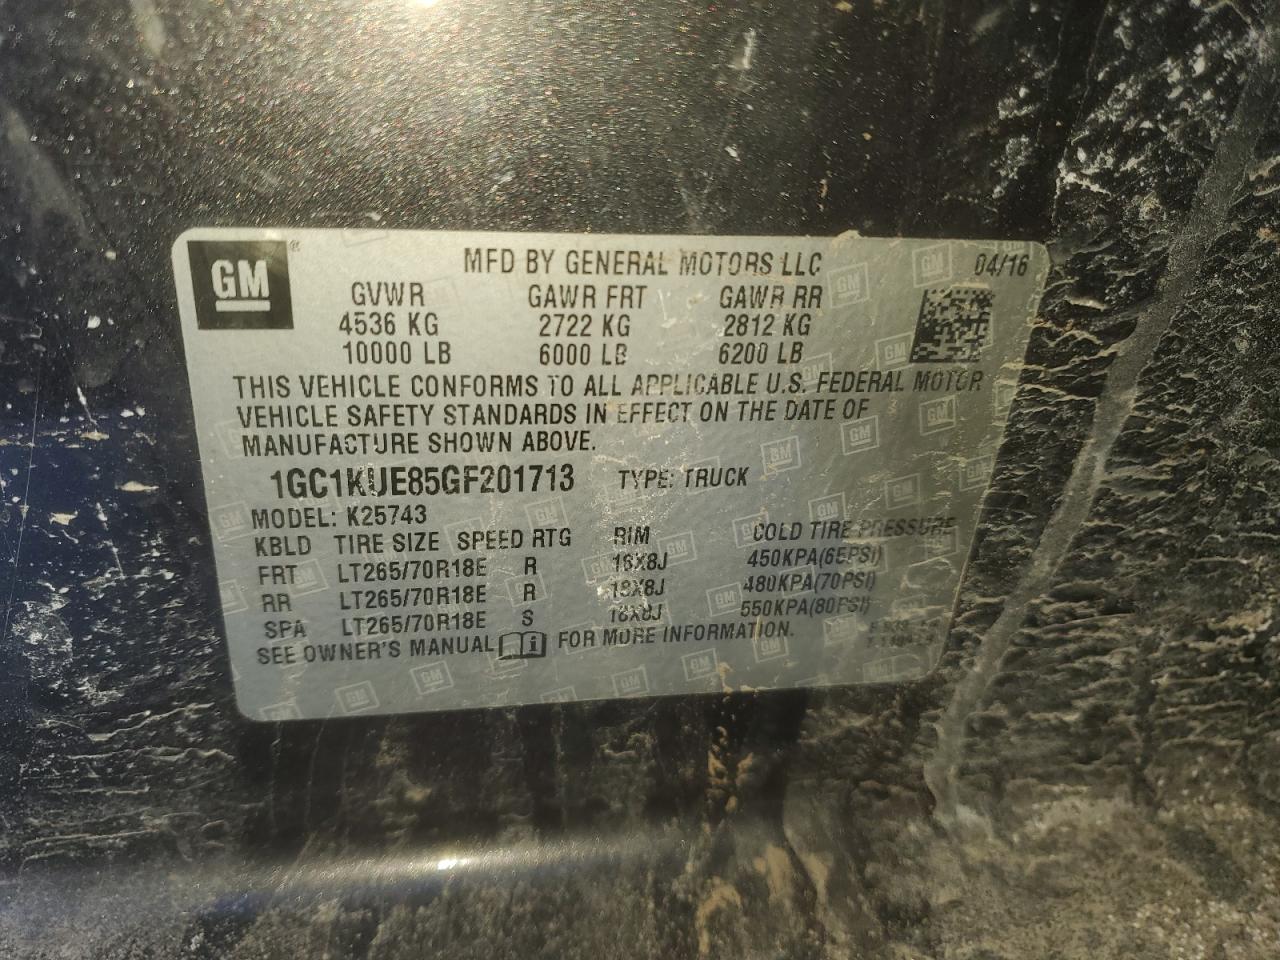 GM ® MFD BY GENERAL MOTORS LLC 04/16
GVWR GAWR FRT GAWR RR
4536 KG 2722 KG 2812 KG
10000 LB 6000 LB 6200 LB
THIS VEHICLE CONFORMS TO ALL APPLICABLE U.S. FEDERAL MOTOR
VEHICLE SAFETY STANDARDS IN EFFECT ON THE DATE OF
MANUFACTURE SHOWN ABOVE.
1GC1KUE85GF201713 TYPE: TRUCK
MODEL: K25743
KBLD TIRE SIZE SPEED RTG RIM COLD TIRE PRESSURE
FRT LT265/70R18E R 18X8J 450KPA(65PSI)
RR LT265/70R18E R 18X8J 480KPA(70PSI)
SPA LT265/70R18E S 18X8J 550KPA(80PSI)
SEE OWNER'S MANUAL FOR MORE INFORMATION.